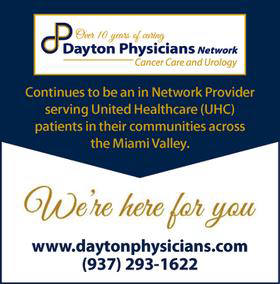 Over 10 years of caring
Dayton Physicians Network
Cancer Care and Urology
Continues to be an in Network Provider
serving United Healthcare (UHC)
patients in their communities across
the Miami Valley.
We're here for you
www.daytonphysicians.com
(937) 293-1622